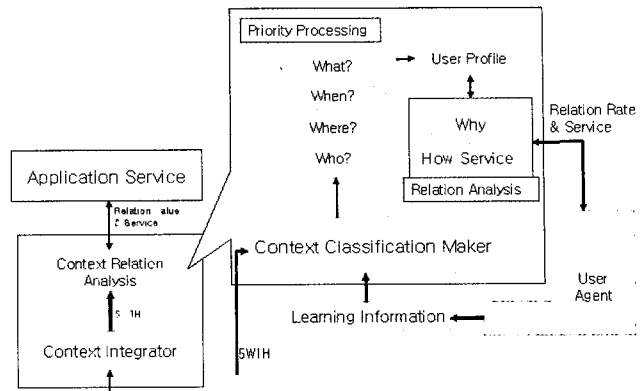 Priority Processing
What?
User Profile
When?
Where?
Who?
Why
How Service
Relation Analysis
Relation Rate
& Service
Application Service
Relation
Service
Context Relation
Analysis
Context Integrator
Context Classification Maker
Learning Information
5W1H
User
Agent